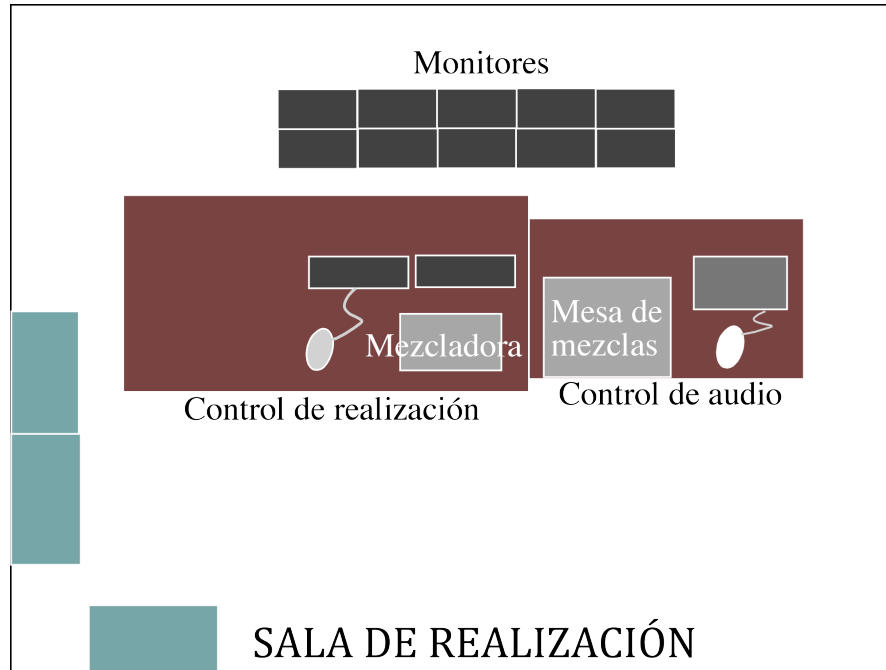 Monitores
Mezcladora
Mesa de
mezclas
Control de realización
Control de audio
SALA DE REALIZACIÓN